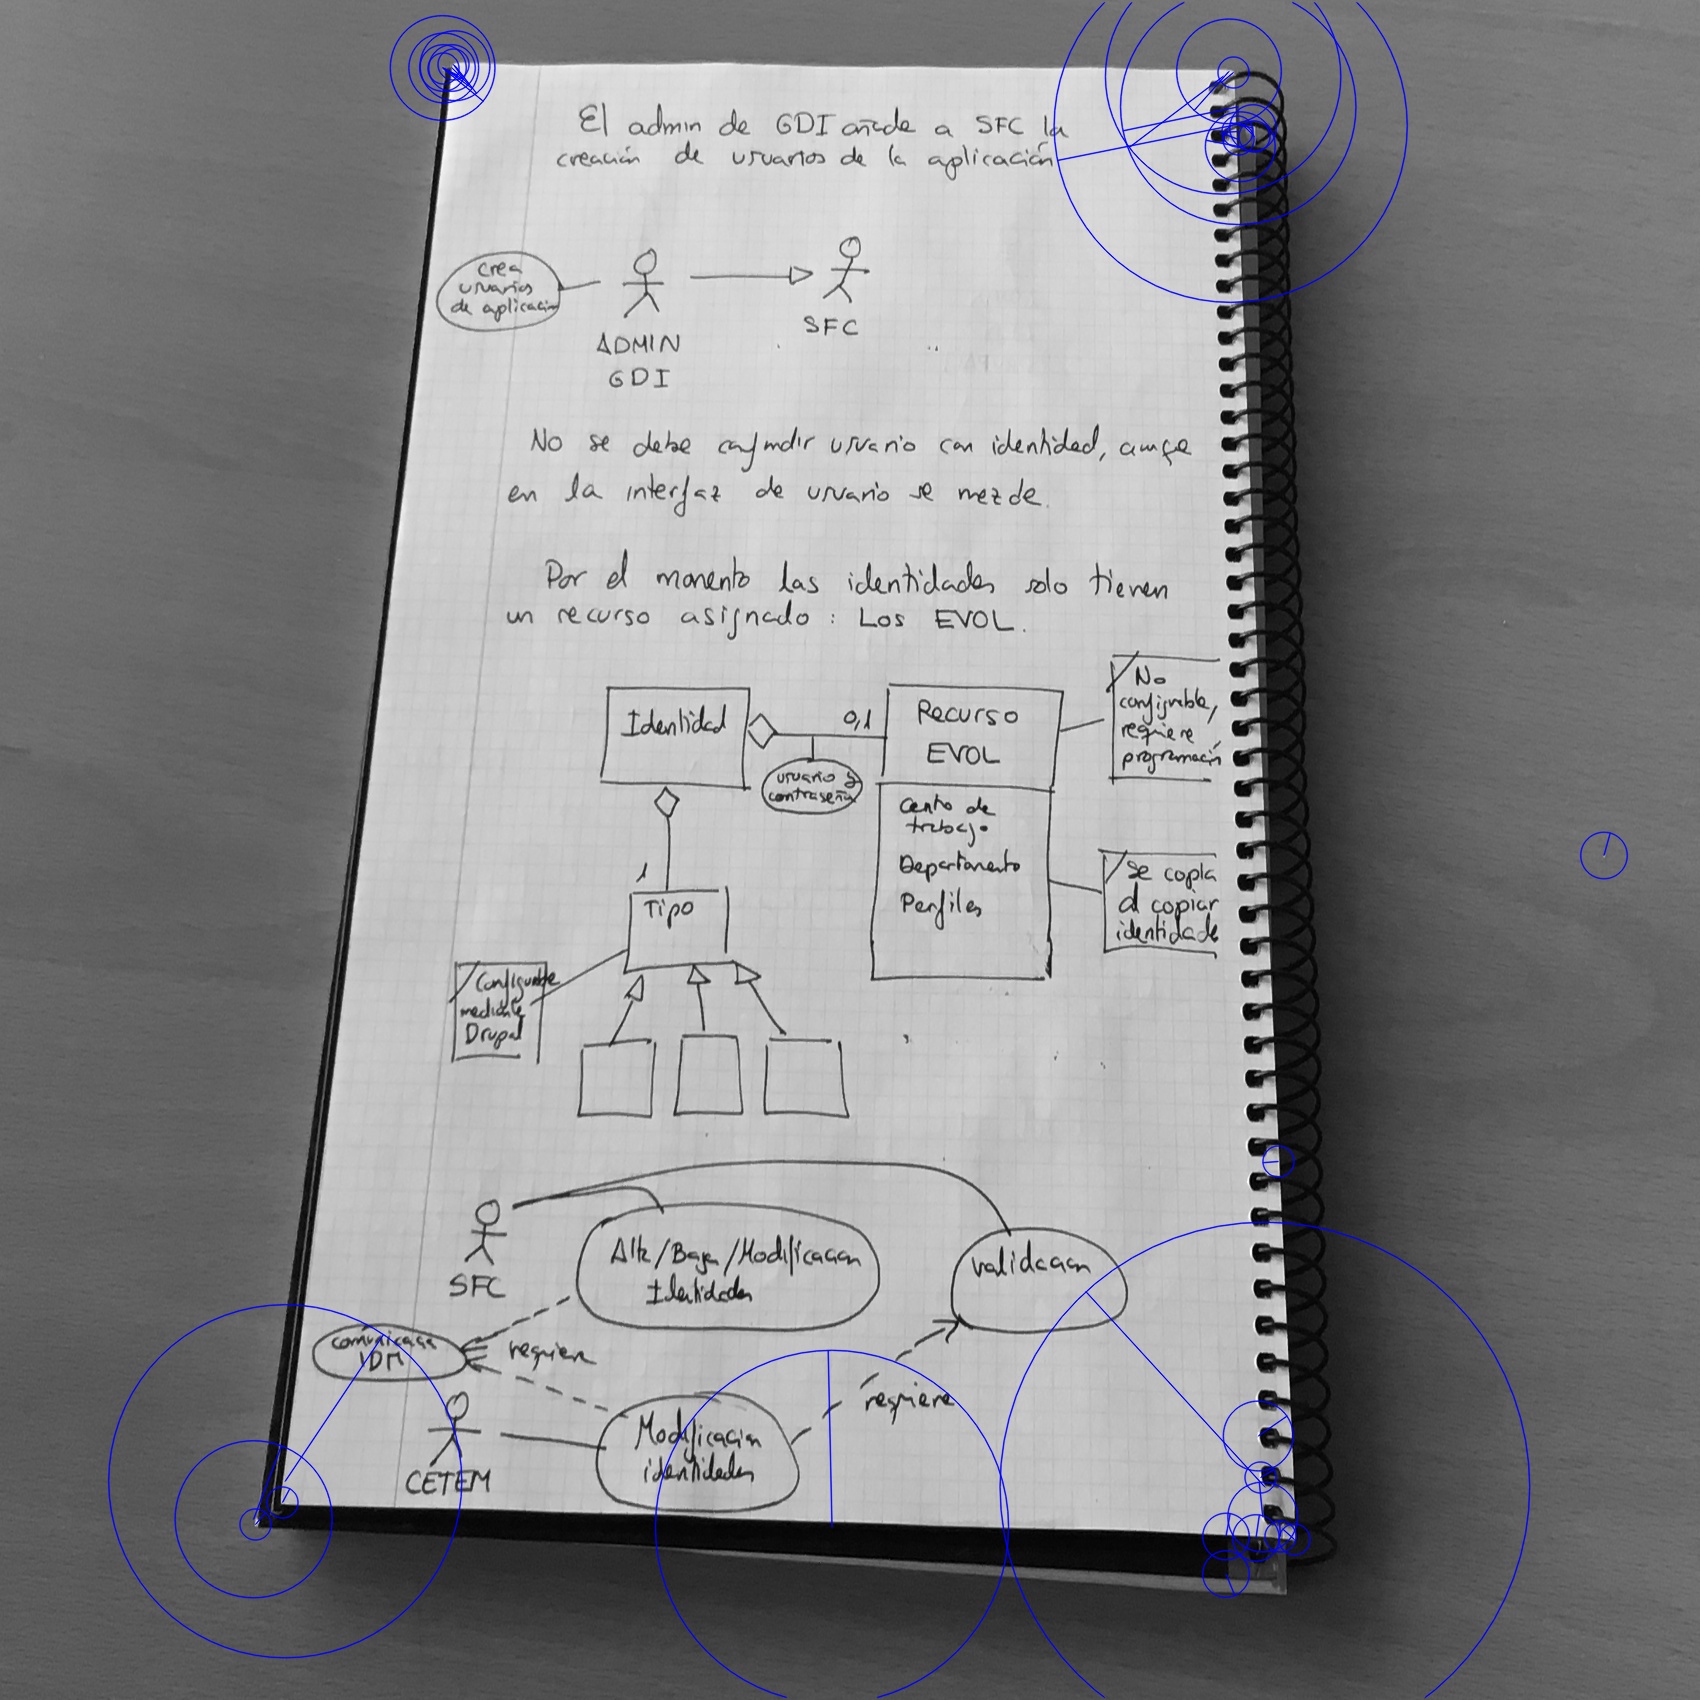 El admin de GDI añade a SFC la
creación de usuarios de la aplicación
crea
usuarios
de aplicación
ADMIN
GDI
SFC
No se debe confundir usuario con identidad, aunque
en la interfaz de usuario se mezcle.
Por el momento las identidades solo tienen
un recurso asignado: Los EVOL.
Identidad
0,1
usuario y
contraseña
Recurso
EVOL
Centro de
trabajo
Departamento
Perfiles
No
configurable,
requiere
programación
Se copia
al copiar
identidade
1
Tipo
Configurable
mediante
Drupal
SFC
Alta/Baja/Modificacion
Identidades
validacion
IDM
requiere
requiere
CETEM
Modificacion
identidades